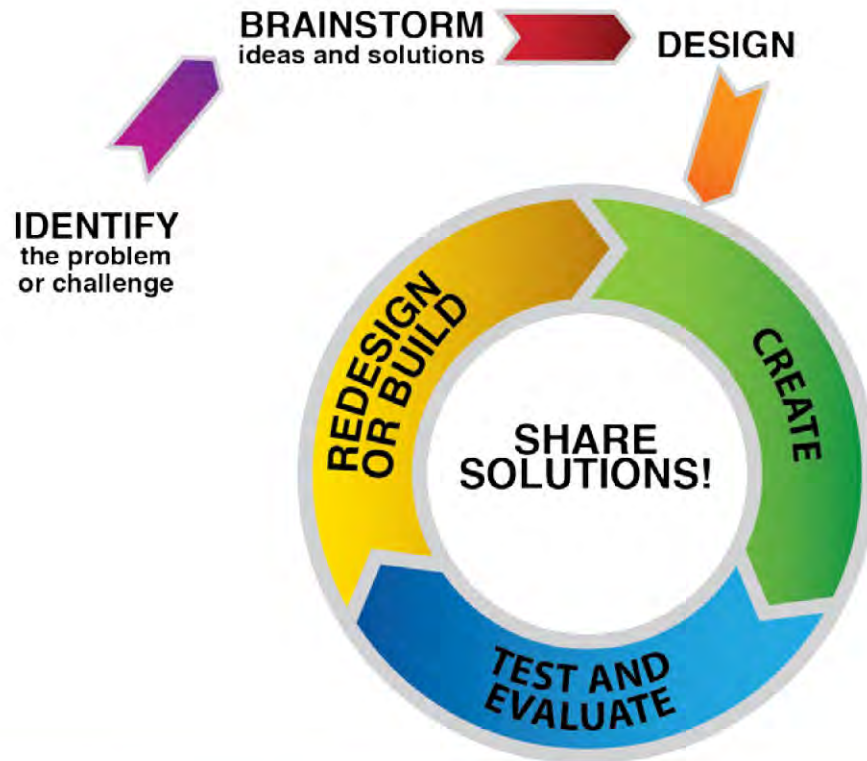 IDENTIFY
the problem
or challenge
BRAINSTORM
ideas and solutions
DESIGN
CREATE
TEST AND
EVALUATE
REDESIGN
OR BUILD
SHARE
SOLUTIONS!